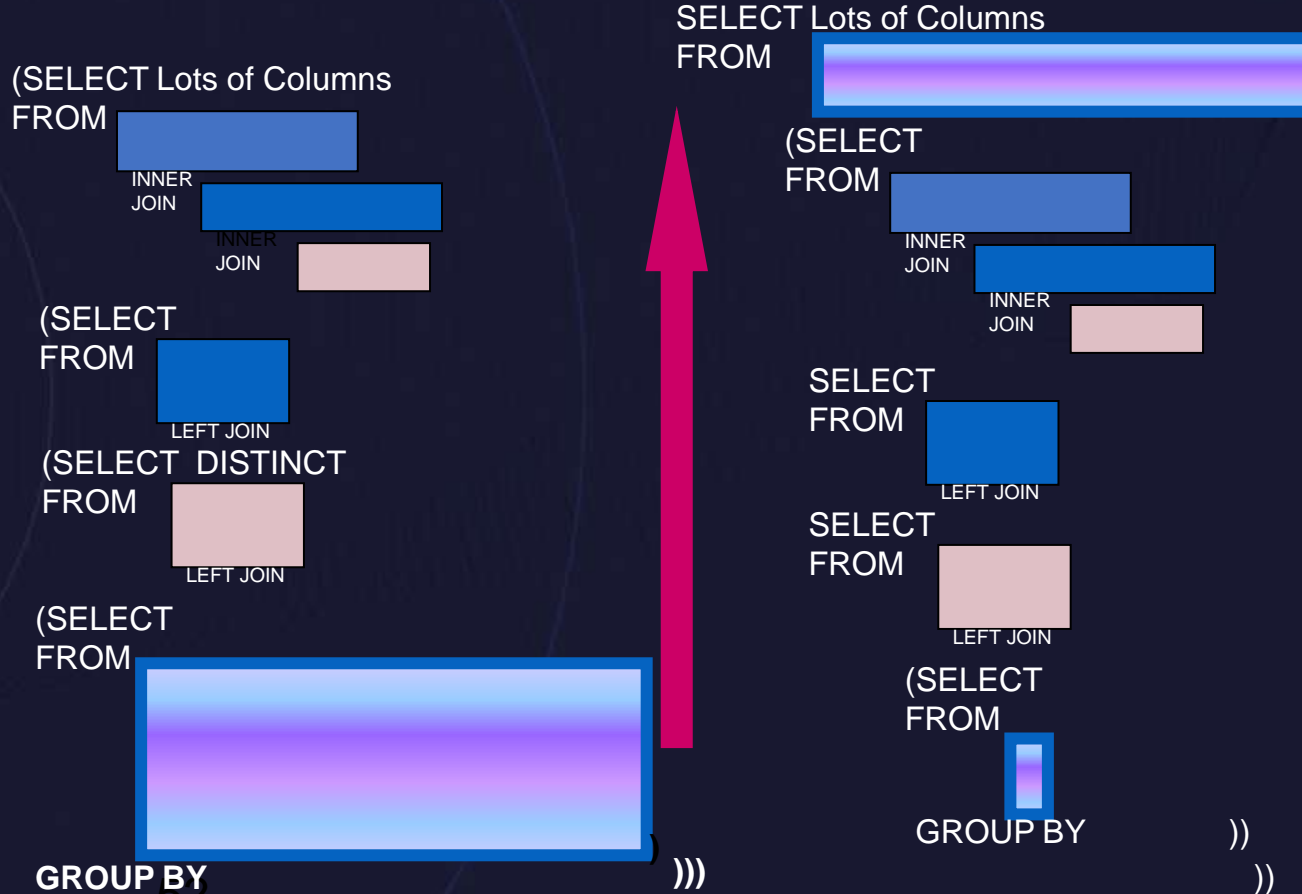 (SELECT Lots of Columns
FROM
INNER
JOIN
INNER
JOIN
(SELECT
FROM
LEFT JOIN
(SELECT DISTINCT
FROM
LEFT JOIN
(SELECT
FROM
)
GROUP BY
)))
SELECT Lots of Columns
FROM
(SELECT
FROM
INNER
JOIN
INNER
JOIN
SELECT
FROM
LEFT JOIN
SELECT
FROM
LEFT JOIN
(SELECT
FROM
GROUP BY ))
))